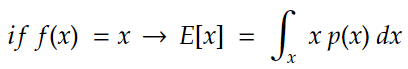 if f(x) = x → E[x] = ∫ₓ x p(x) dx